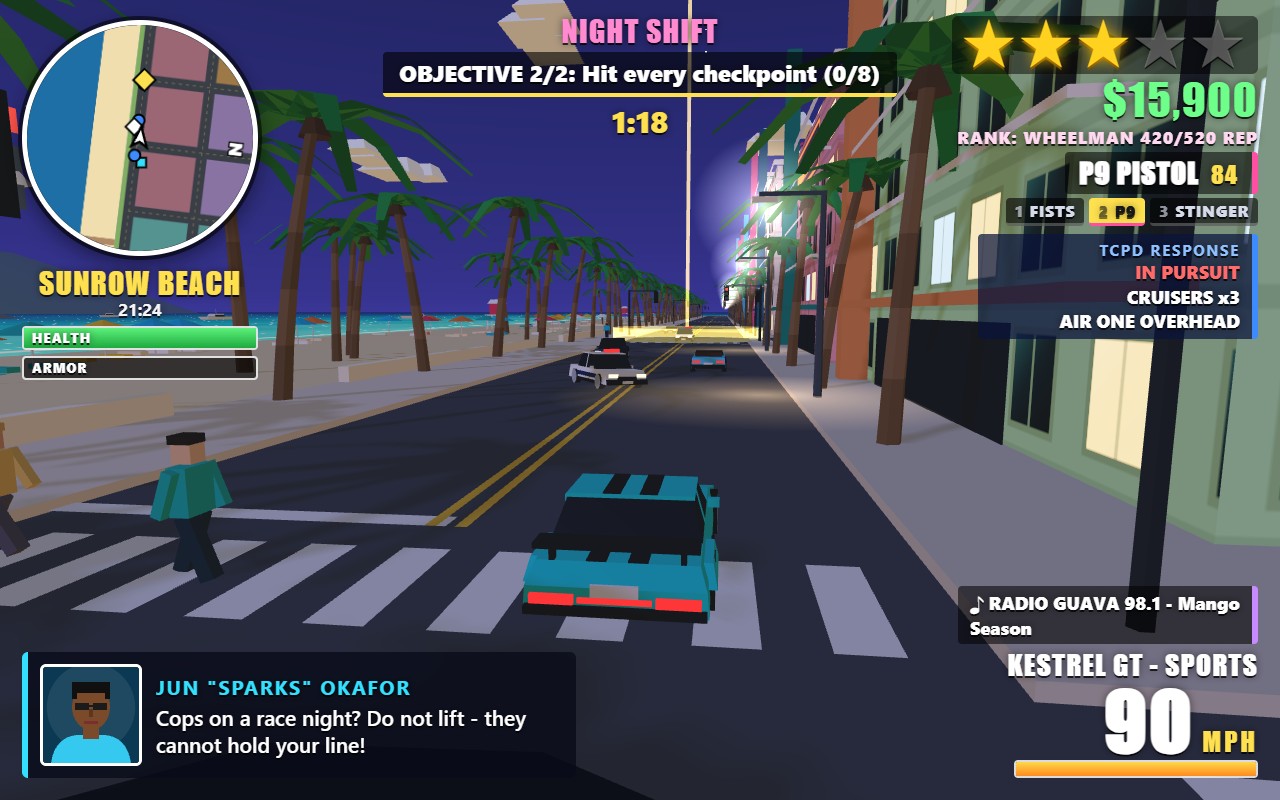 NIGHT SHIFT
OBJECTIVE 2/2: Hit every checkpoint (0/8)
1:18
N
SUNROW BEACH
21:24
HEALTH
ARMOR
$15,900
RANK: WHEELMAN 420/520 REP
P9 PISTOL 84
1 FISTS 2 P9 3 STINGER
TCPD RESPONSE
IN PURSUIT
CRUISERS x3
AIR ONE OVERHEAD
♪ RADIO GUAVA 98.1 - Mango
Season
KESTREL GT - SPORTS
90 MPH
JUN "SPARKS" OKAFOR
Cops on a race night? Do not lift - they
cannot hold your line!